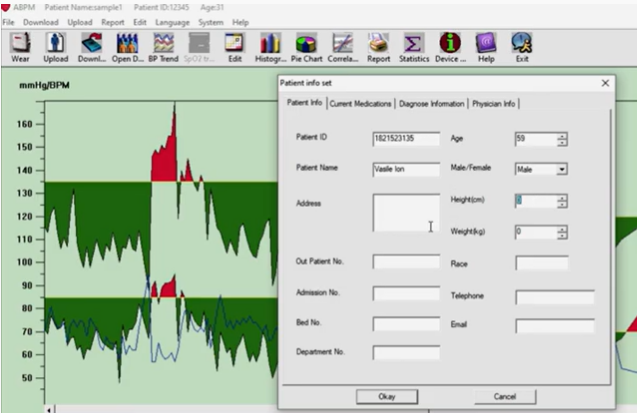 ABPM Patient Name:sample1 Patient ID:12345 Age:31
File Download Upload Report Edit Language System Help
Wear Upload Downl... Open D... BP Trend SpO2 tr... Edit Histogr... Pie Chart Correla... Report Statistics Device ... Help Exit
mmHg/BPM
160
150
140
130
120
110
100
90
80
70
60
50
Patient info set
Patient Info Current Medications Diagnose Information Physician Info
Patient ID 1821523135 Age 59
Patient Name Vasile Ion Male/Female Male
Address Height(cm)
Weight(kg) 0
Out Patient No. Race
Admission No. Telephone
Bed No. Email
Department No.
Okay Cancel